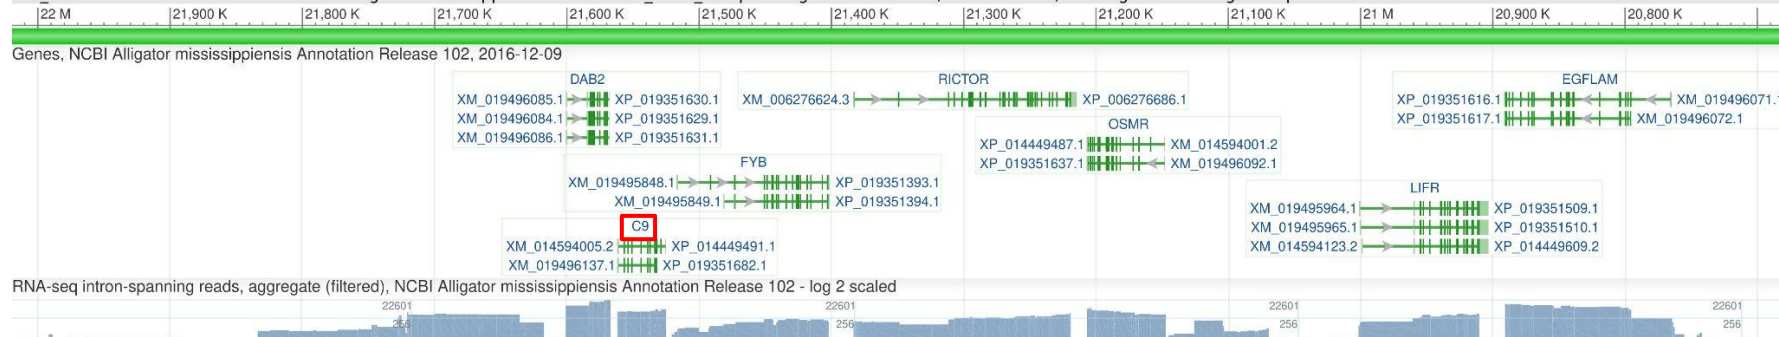 22 M 21,900 K 21,800 K 21,700 K 21,600 K 21,500 K 21,400 K 21,300 K 21,200 K 21,100 K 21 M 20,900 K 20,800 K
Genes, NCBI Alligator mississippiensis Annotation Release 102, 2016-12-09
DAB2 RICTOR EGFLAM
XM_019496085.1 XP_019351630.1 XM_006276624.3 XP_006276686.1 XP_019351616.1 XM_019496071.1
XM_019496084.1 XP_019351629.1 XP_019351617.1 XM_019496072.1
OSMR
XM_019496086.1 XP_019351631.1
XP_014449487.1 XM_014594001.2
FYB XP_019351637.1 XM_019496092.1
XM_019495848.1 XP_019351393.1
LIFR
XM_019495849.1 XP_019351394.1
XM_019495964.1 XP_019351509.1
C9 XM_019495965.1 XP_019351510.1
XM_014594005.2 XP_014449491.1 XM_014594123.2 XP_014449609.2
XM_019496137.1 XP_019351682.1
RNA-seq intron-spanning reads, aggregate (filtered), NCBI Alligator mississippiensis Annotation Release 102 - log 2 scaled
22601 22601 22601 22601
256 256 256 256